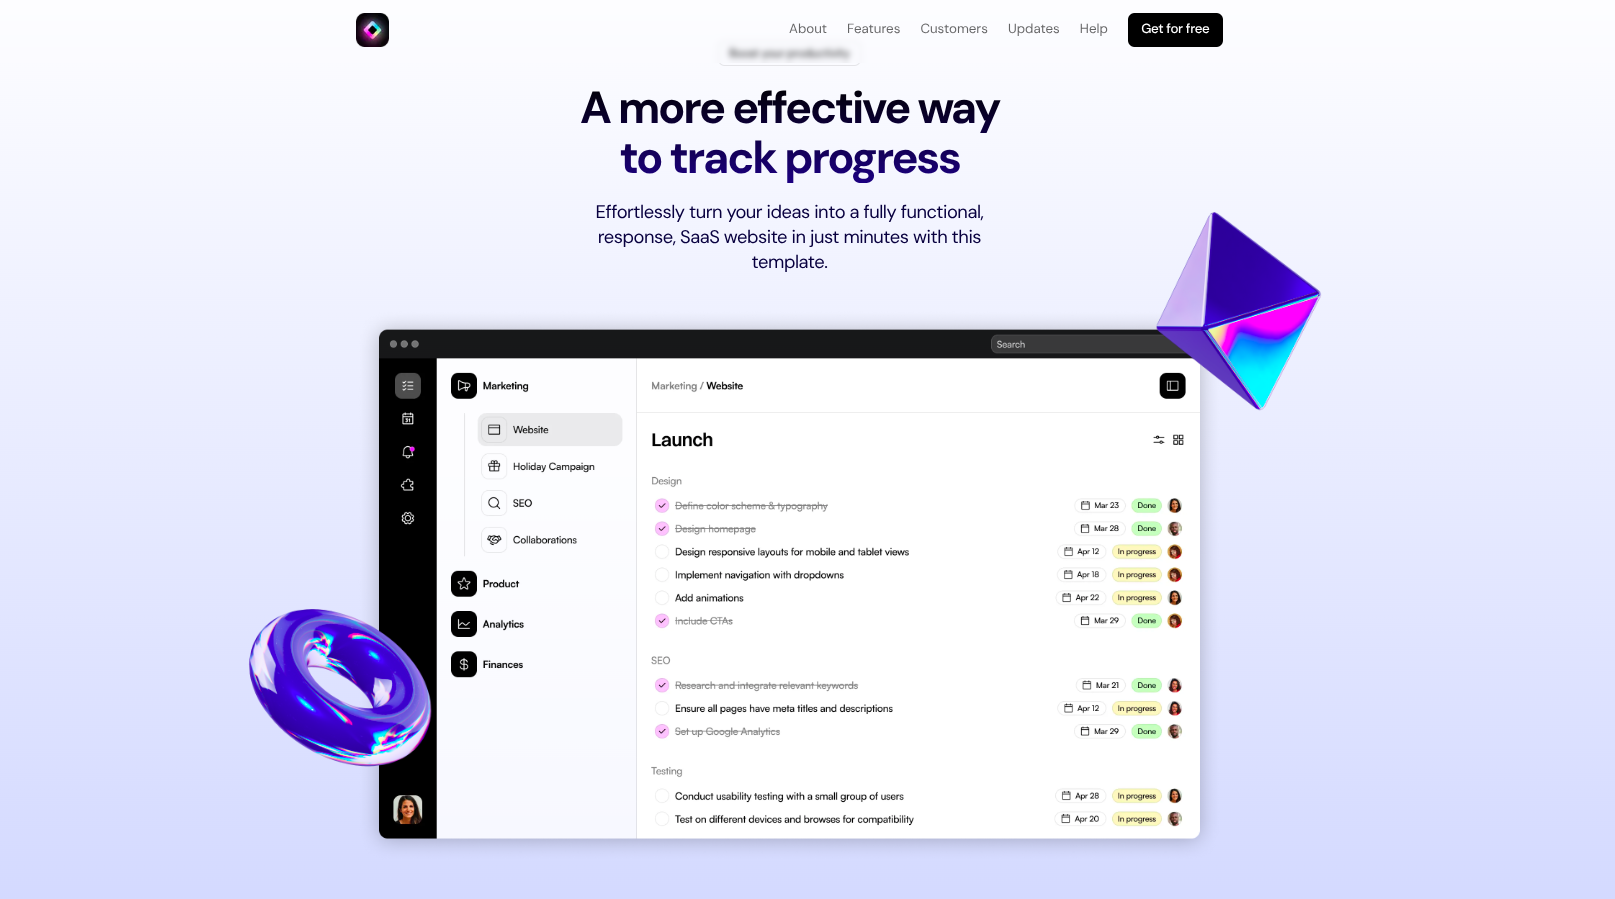 About Features Customers Updates Help Get for free
Boost your productivity
A more effective way
to track progress
Effortlessly turn your ideas into a fully functional,
response, SaaS website in just minutes with this
template.
Search
Marketing
Website
Holiday Campaign
SEO
Collaborations
Product
Analytics
Finances
Marketing / Website
Launch
Design
Define color scheme & typography Mar 23 Done
Design homepage Mar 28 Done
Design responsive layouts for mobile and tablet views Apr 12 In progress
Implement navigation with dropdowns Apr 18 In progress
Add animations Apr 22 In progress
Include CTAs Mar 29 Done
SEO
Research and integrate relevant keywords Mar 21 Done
Ensure all pages have meta titles and descriptions Apr 12 In progress
Set up Google Analytics Mar 29 Done
Testing
Conduct usability testing with a small group of users Apr 28 In progress
Test on different devices and browses for compatibility Apr 20 In progress